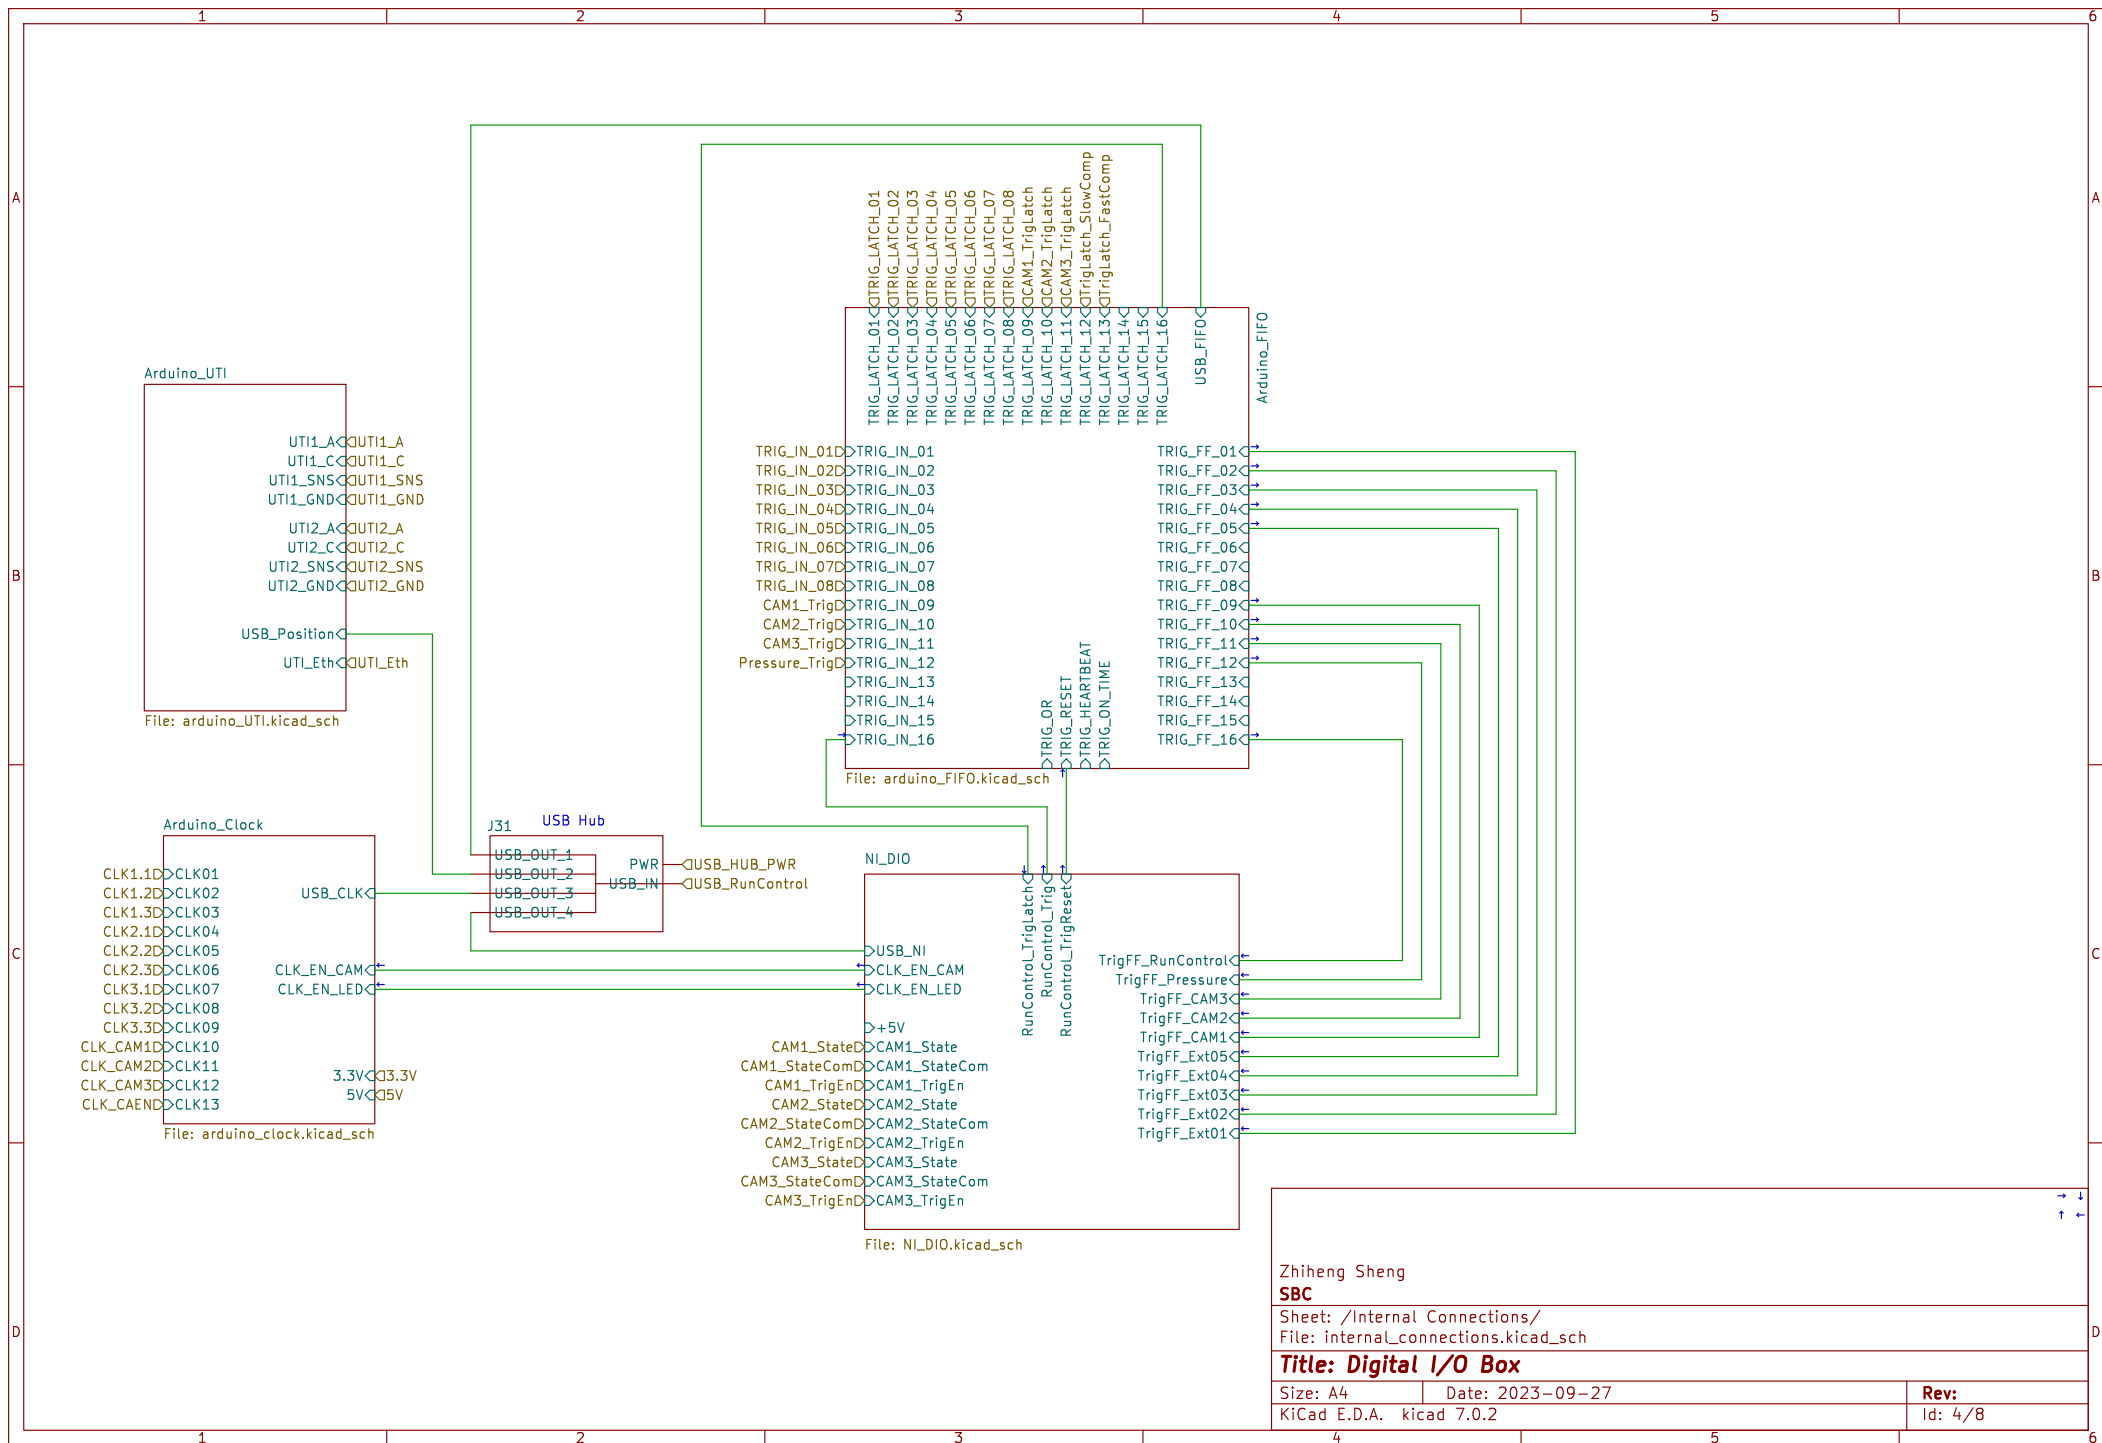 1 2 3 4 5 6
A
B
C
D
Arduino_UTI
UTI1_A UTI1_A
UTI1_C UTI1_C
UTI1_SNS UTI1_SNS
UTI1_GND UTI1_GND
UTI2_A UTI2_A
UTI2_C UTI2_C
UTI2_SNS UTI2_SNS
UTI2_GND UTI2_GND
USB_Position
UTI_Eth UTI_Eth
File: arduino_UTI.kicad_sch
TRIG_LATCH_01 TRIG_LATCH_01
TRIG_LATCH_02 TRIG_LATCH_02
TRIG_LATCH_03 TRIG_LATCH_03
TRIG_LATCH_04 TRIG_LATCH_04
TRIG_LATCH_05 TRIG_LATCH_05
TRIG_LATCH_06 TRIG_LATCH_06
TRIG_LATCH_07 TRIG_LATCH_07
TRIG_LATCH_08 TRIG_LATCH_08
TRIG_LATCH_09 CAM1_TrigLatch
TRIG_LATCH_10 CAM2_TrigLatch
TRIG_LATCH_11 CAM3_TrigLatch
TRIG_LATCH_12 TrigLatch_SlowComp
TRIG_LATCH_13 TrigLatch_FastComp
TRIG_LATCH_14
TRIG_LATCH_15
TRIG_LATCH_16
USB_FIFO
Arduino_FIFO
TRIG_IN_01 TRIG_IN_01 TRIG_FF_01 →
TRIG_IN_02 TRIG_IN_02 TRIG_FF_02 →
TRIG_IN_03 TRIG_IN_03 TRIG_FF_03 →
TRIG_IN_04 TRIG_IN_04 TRIG_FF_04 →
TRIG_IN_05 TRIG_IN_05 TRIG_FF_05 →
TRIG_IN_06 TRIG_IN_06 TRIG_FF_06
TRIG_IN_07 TRIG_IN_07 TRIG_FF_07
TRIG_IN_08 TRIG_IN_08 TRIG_FF_08
CAM1_Trig TRIG_IN_09 TRIG_FF_09 →
CAM2_Trig TRIG_IN_10 TRIG_FF_10 →
CAM3_Trig TRIG_IN_11 TRIG_FF_11 →
Pressure_Trig TRIG_IN_12 TRIG_FF_12 →
TRIG_IN_13 TRIG_FF_13
TRIG_IN_14 TRIG_FF_14
TRIG_IN_15 TRIG_FF_15
→ TRIG_IN_16 TRIG_FF_16 →
TRIG_OR
TRIG_RESET ↑
TRIG_HEARTBEAT
TRIG_ON_TIME
File: arduino_FIFO.kicad_sch
Arduino_Clock
CLK1.1 CLK01
CLK1.2 CLK02 USB_CLK
CLK1.3 CLK03
CLK2.1 CLK04
CLK2.2 CLK05
CLK2.3 CLK06 CLK_EN_CAM ←
CLK3.1 CLK07 CLK_EN_LED ←
CLK3.2 CLK08
CLK3.3 CLK09
CLK_CAM1 CLK10
CLK_CAM2 CLK11 3.3V 3.3V
CLK_CAM3 CLK12 5V 5V
CLK_CAEN CLK13
File: arduino_clock.kicad_sch
J31 USB Hub
USB_OUT_1
USB_OUT_2
USB_OUT_3
USB_OUT_4
PWR USB_HUB_PWR
USB_IN USB_RunControl
NI_DIO
↓ RunControl_TrigLatch
↑ RunControl_Trig
↑ RunControl_TrigReset
USB_NI
← CLK_EN_CAM
← CLK_EN_LED
+5V
CAM1_State CAM1_State
CAM1_StateCom CAM1_StateCom
CAM1_TrigEn CAM1_TrigEn
CAM2_State CAM2_State
CAM2_StateCom CAM2_StateCom
CAM2_TrigEn CAM2_TrigEn
CAM3_State CAM3_State
CAM3_StateCom CAM3_StateCom
CAM3_TrigEn CAM3_TrigEn
TrigFF_RunControl ←
TrigFF_Pressure ←
TrigFF_CAM3 ←
TrigFF_CAM2 ←
TrigFF_CAM1 ←
TrigFF_Ext05 ←
TrigFF_Ext04 ←
TrigFF_Ext03 ←
TrigFF_Ext02 ←
TrigFF_Ext01 ←
File: NI_DIO.kicad_sch
→ ↓
↑ ←
Zhiheng Sheng
SBC
Sheet: /Internal Connections/
File: internal_connections.kicad_sch
Title: Digital I/O Box
Size: A4 Date: 2023-09-27 Rev:
KiCad E.D.A. kicad 7.0.2 Id: 4/8
A
B
C
D
1 2 3 4 5 6